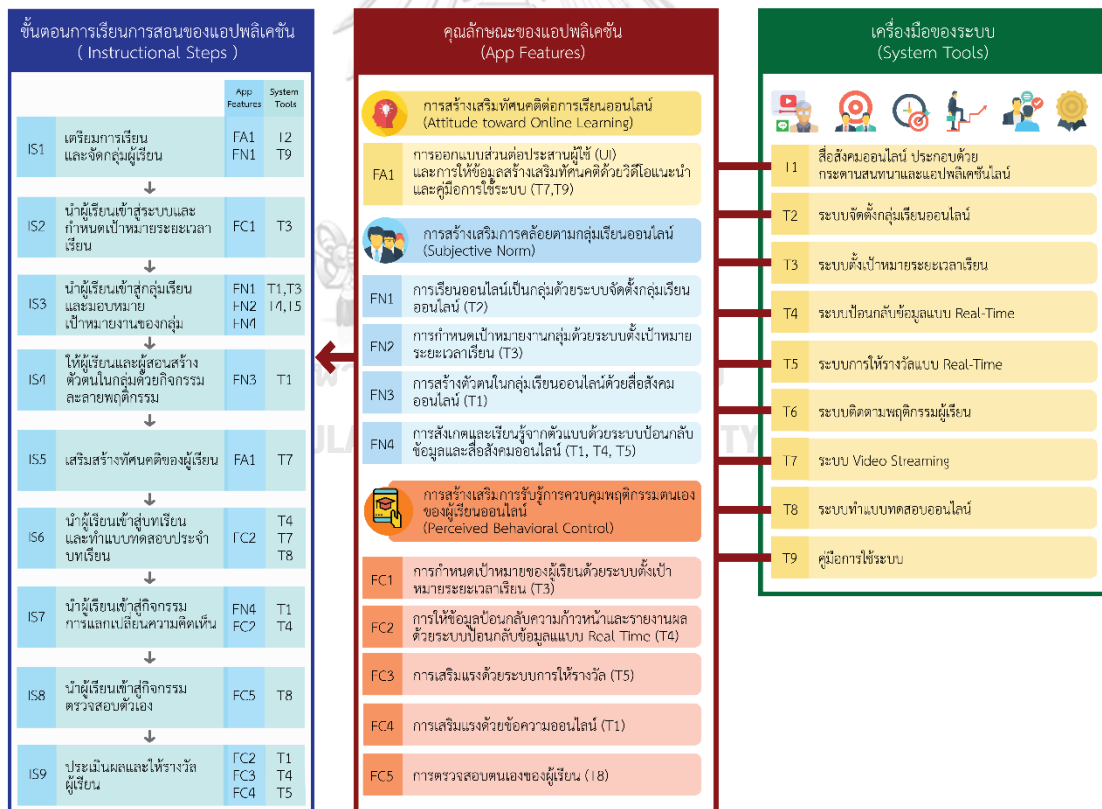 ขั้นตอนการเรียนการสอนของแอปพลิเคชัน
( Instructional Steps )
App Features
System Tools
IS1 เตรียมการเรียน
และจัดกลุ่มผู้เรียน
FA1 T2
FN1 T9
IS2 นำผู้เรียนเข้าสู่ระบบและ
กำหนดเป้าหมายระยะเวลา
เรียน
FC1 T3
IS3 นำผู้เรียนเข้าสู่กลุ่มเรียน
และมอบหมาย
เป้าหมายงานของกลุ่ม
FN1 T1,T3
FN2 T4,T5
FN4
IS4 ให้ผู้เรียนและผู้สอนสร้าง
ตัวตนในกลุ่มด้วยกิจกรรม
ละลายพฤติกรรม
FN3 T1
IS5 เสริมสร้างทัศนคติของผู้เรียน
FA1 T7
IS6 นำผู้เรียนเข้าสู่บทเรียน
และทำแบบทดสอบประจำ
บทเรียน
FC2 T4
T7
T8
IS7 นำผู้เรียนเข้าสู่กิจกรรม
การแลกเปลี่ยนความคิดเห็น
FN4 T1
FC2 T4
IS8 นำผู้เรียนเข้าสู่กิจกรรม
ตรวจสอบตัวเอง
FC5 T8
IS9 ประเมินผลและให้รางวัล
ผู้เรียน
FC2 T1
FC3 T4
FC4 T5
คุณลักษณะของแอปพลิเคชัน
(App Features)
การสร้างเสริมทัศนคติต่อการเรียนออนไลน์
(Attitude toward Online Learning)
FA1 การออกแบบส่วนต่อประสานผู้ใช้ (UI)
และการให้ข้อมูลสร้างเสริมทัศนคติด้วยวิดีโอแนะนำ
และคู่มือการใช้ระบบ (T7,T9)
การสร้างเสริมการคล้อยตามกลุ่มเรียนออนไลน์
(Subjective Norm)
FN1 การเรียนออนไลน์เป็นกลุ่มด้วยระบบจัดตั้งกลุ่มเรียน
ออนไลน์ (T2)
FN2 การกำหนดเป้าหมายงานกลุ่มด้วยระบบตั้งเป้าหมาย
ระยะเวลาเรียน (T3)
FN3 การสร้างตัวตนในกลุ่มเรียนออนไลน์ด้วยสื่อสังคม
ออนไลน์ (T1)
FN4 การสังเกตและเรียนรู้จากตัวแบบด้วยระบบป้อนกลับ
ข้อมูลและสื่อสังคมออนไลน์ (T1, T4, T5)
การสร้างเสริมการรับรู้การควบคุมพฤติกรรมตนเอง
ของผู้เรียนออนไลน์
(Perceived Behavioral Control)
FC1 การกำหนดเป้าหมายของผู้เรียนด้วยระบบตั้งเป้า
หมายระยะเวลาเรียน (T3)
FC2 การให้ข้อมูลป้อนกลับความก้าวหน้าและรายงานผล
ด้วยระบบป้อนกลับข้อมูลแแบบ Real Time (T4)
FC3 การเสริมแรงด้วยระบบการให้รางวัล (T5)
FC4 การเสริมแรงด้วยข้อความออนไลน์ (T1)
FC5 การตรวจสอบตนเองของผู้เรียน (T8)
เครื่องมือของระบบ
(System Tools)
T1 สื่อสังคมออนไลน์ ประกอบด้วย
กระดานสนทนาและแอปพลิเคชันไลน์
T2 ระบบจัดตั้งกลุ่มเรียนออนไลน์
T3 ระบบตั้งเป้าหมายระยะเวลาเรียน
T4 ระบบป้อนกลับข้อมูลแบบ Real-Time
T5 ระบบการให้รางวัลแบบ Real-Time
T6 ระบบติดตามพฤติกรรมผู้เรียน
T7 ระบบ Video Streaming
T8 ระบบทำแบบทดสอบออนไลน์
T9 คู่มือการใช้ระบบ